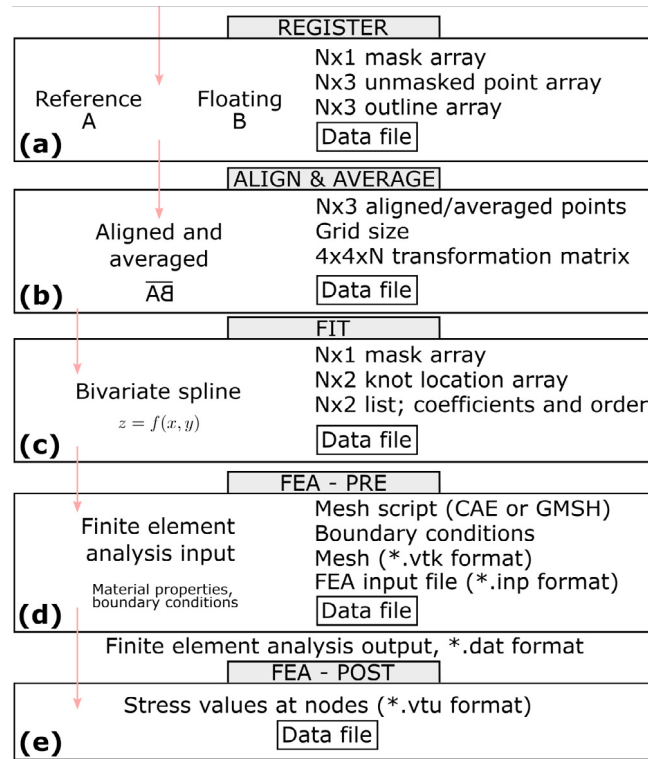 REGISTER
Reference
A
Floating
B
Nx1 mask array
Nx3 unmasked point array
Nx3 outline array
Data file
(a)
ALIGN & AVERAGE
Aligned and
averaged
AB
Nx3 aligned/averaged points
Grid size
4x4xN transformation matrix
Data file
(b)
FIT
Bivariate spline
z = f(x, y)
Nx1 mask array
Nx2 knot location array
Nx2 list; coefficients and order
Data file
(c)
FEA - PRE
Finite element
analysis input
Material properties,
boundary conditions
Mesh script (CAE or GMSH)
Boundary conditions
Mesh (*.vtk format)
FEA input file (*.inp format)
Data file
(d)
Finite element analysis output, *.dat format
FEA - POST
Stress values at nodes (*.vtu format)
Data file
(e)